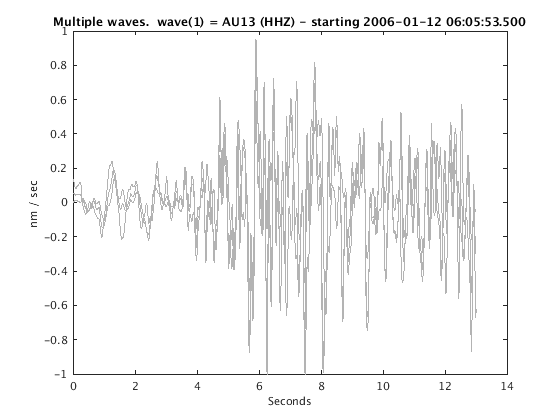 Multiple waves.  wave(1) = AU13 (HHZ) - starting 2006-01-12 06:05:53.500
1
0.8
0.6
0.4
0.2
0
-0.2
-0.4
-0.6
-0.8
-1
nm / sec
0 2 4 6 8 10 12 14
Seconds